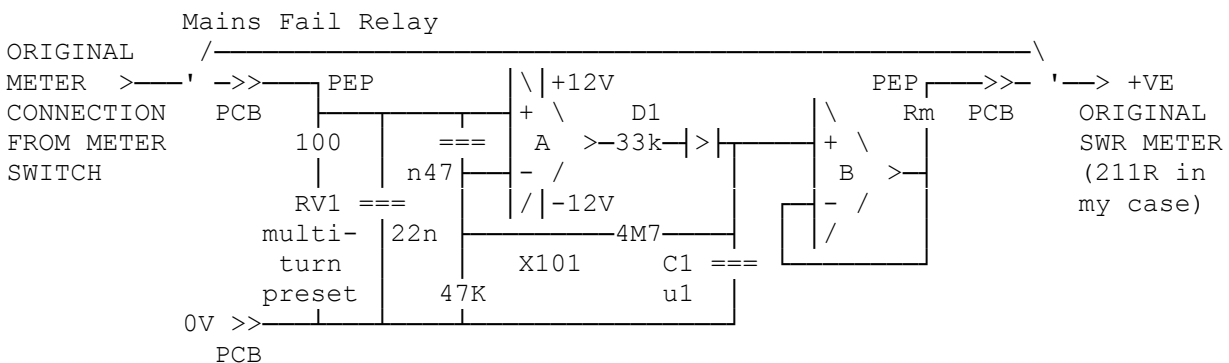 Mains Fail Relay
ORIGINAL
METER > ' ->> PEP |\|+12V PEP >>- ' > +VE
CONNECTION PCB + \ D1 \ Rm PCB ORIGINAL
FROM METER 100 === A >-33k-|>| + \ SWR METER
SWITCH n47 - / B > (211R in
RV1 === /|-12V - / my case)
multi- 22n 4M7 /
turn X101 C1 ===
preset 47K u1
0V >>
PCB